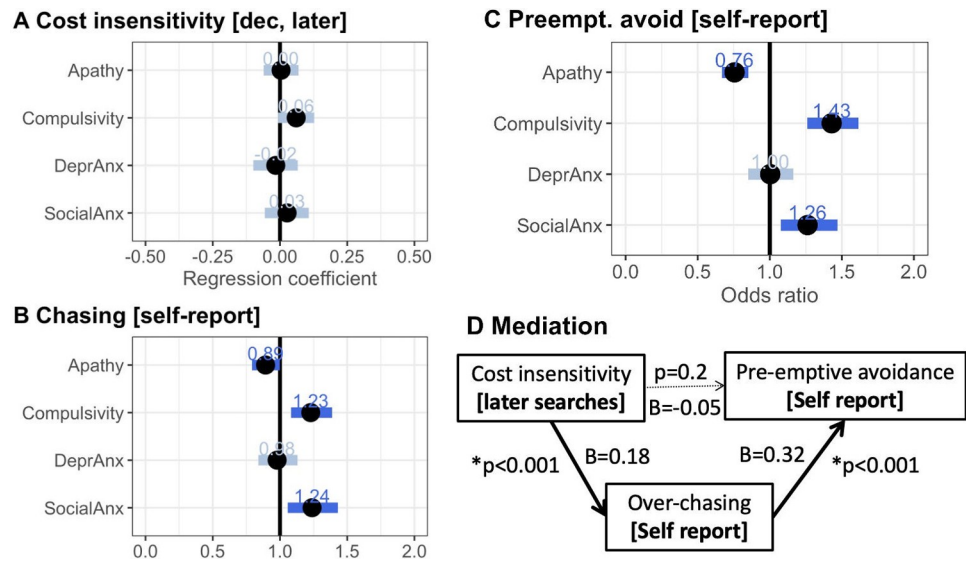 A Cost insensitivity [dec, later]
Apathy
0.00
Compulsivity
0.06
DeprAnx
-0.02
SocialAnx
0.03
-0.50 -0.25 0.00 0.25 0.50
Regression coefficient
B Chasing [self-report]
Apathy
0.89
Compulsivity
1.23
DeprAnx
0.98
SocialAnx
1.24
0.0 0.5 1.0 1.5 2.0
C Preempt. avoid [self-report]
Apathy
0.76
Compulsivity
1.43
DeprAnx
1.00
SocialAnx
1.26
0.0 0.5 1.0 1.5 2.0
Odds ratio
D Mediation
Cost insensitivity
[later searches]
p=0.2
B=-0.05
Pre-emptive avoidance
[Self report]
*p<0.001
B=0.18
B=0.32
*p<0.001
Over-chasing
[Self report]